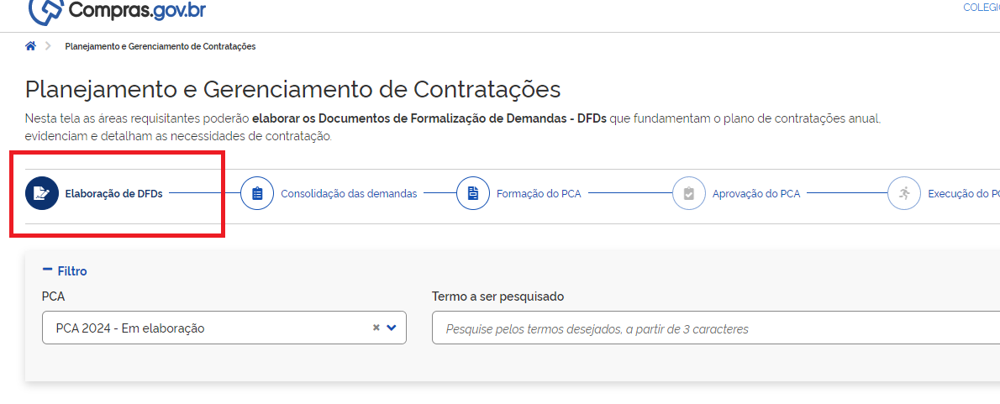 Compras.gov.br
COLEGI
Planejamento e Gerenciamento de Contratações
Planejamento e Gerenciamento de Contratações
Nesta tela as áreas requisitantes poderão elaborar os Documentos de Formalização de Demandas - DFDs que fundamentam o plano de contratações anual,
evidenciam e detalham as necessidades de contratação.
Elaboração de DFDs
Consolidação das demandas
Formação do PCA
Aprovação do PCA
Execução do PC
Filtro
PCA
Termo a ser pesquisado
PCA 2024 - Em elaboração
Pesquise pelos termos desejados, a partir de 3 caracteres